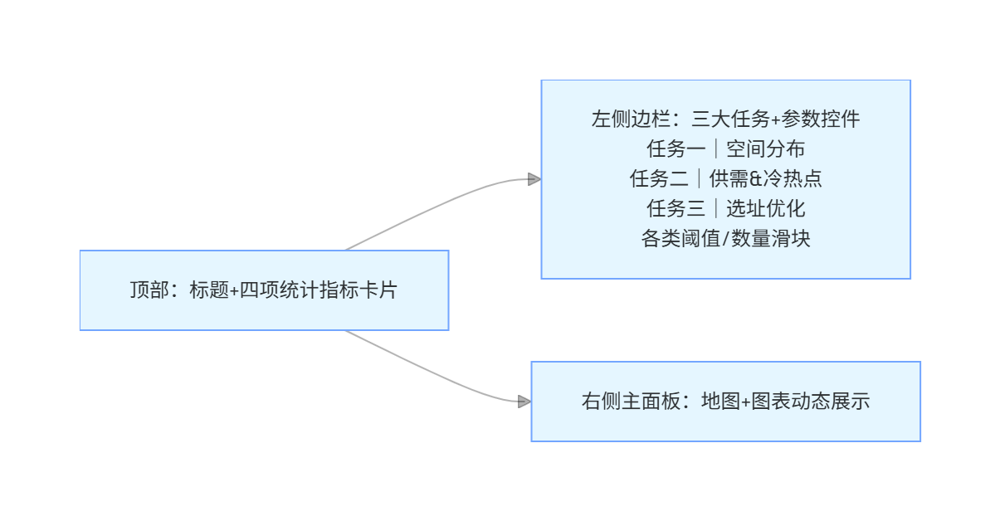 顶部：标题+四项统计指标卡片
左侧边栏：三大任务+参数控件
任务一｜空间分布
任务二｜供需&冷热点
任务三｜选址优化
各类阈值/数量滑块
右侧主面板：地图+图表动态展示